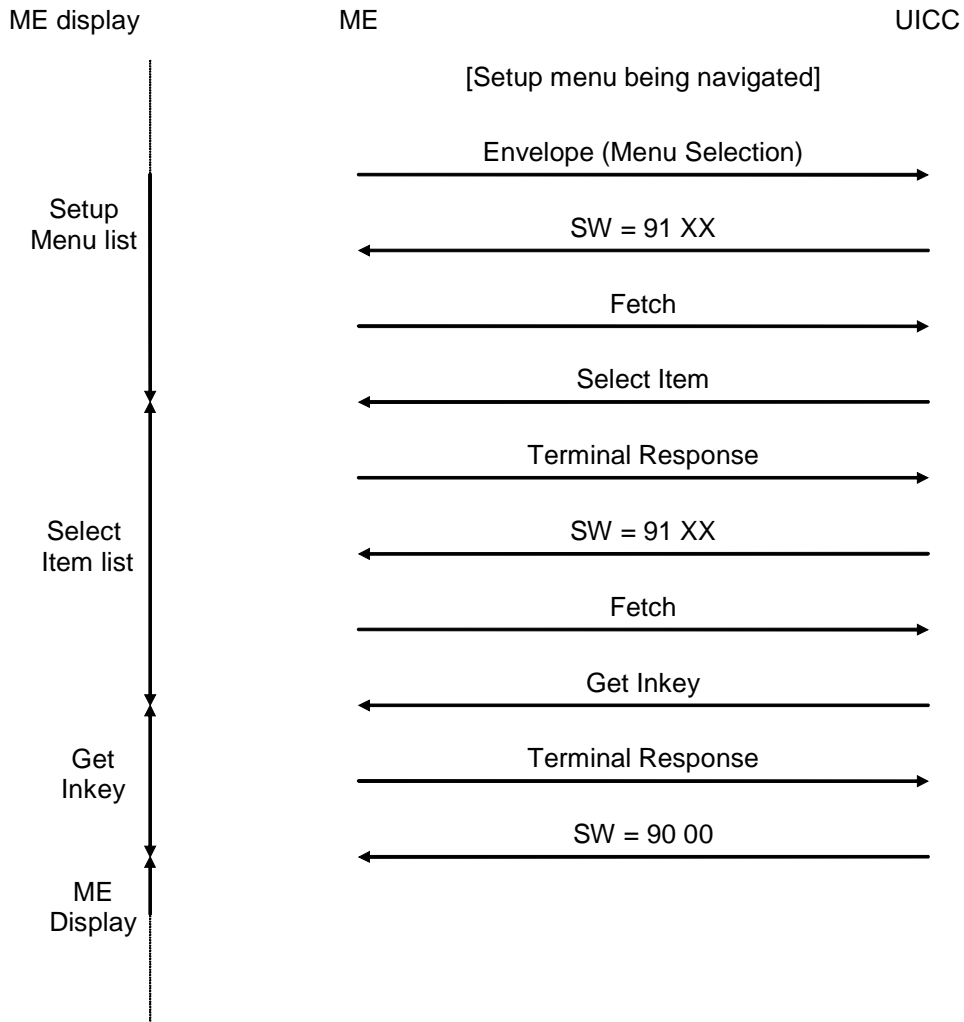 ME display
ME
UICC
[Setup menu being navigated]
Envelope (Menu Selection)
Setup
Menu list
SW = 91 XX
Fetch
Select Item
Terminal Response
Select
Item list
SW = 91 XX
Fetch
Get Inkey
Get
Inkey
Terminal Response
SW = 90 00
ME
Display